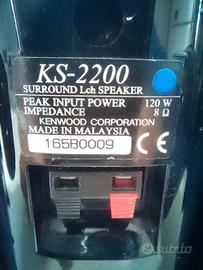 KS-2200
SURROUND Lch SPEAKER
PEAK INPUT POWER 120 W
IMPEDANCE 8 Ω
KENWOOD CORPORATION
MADE IN MALAYSIA
165B0009 CE
subito